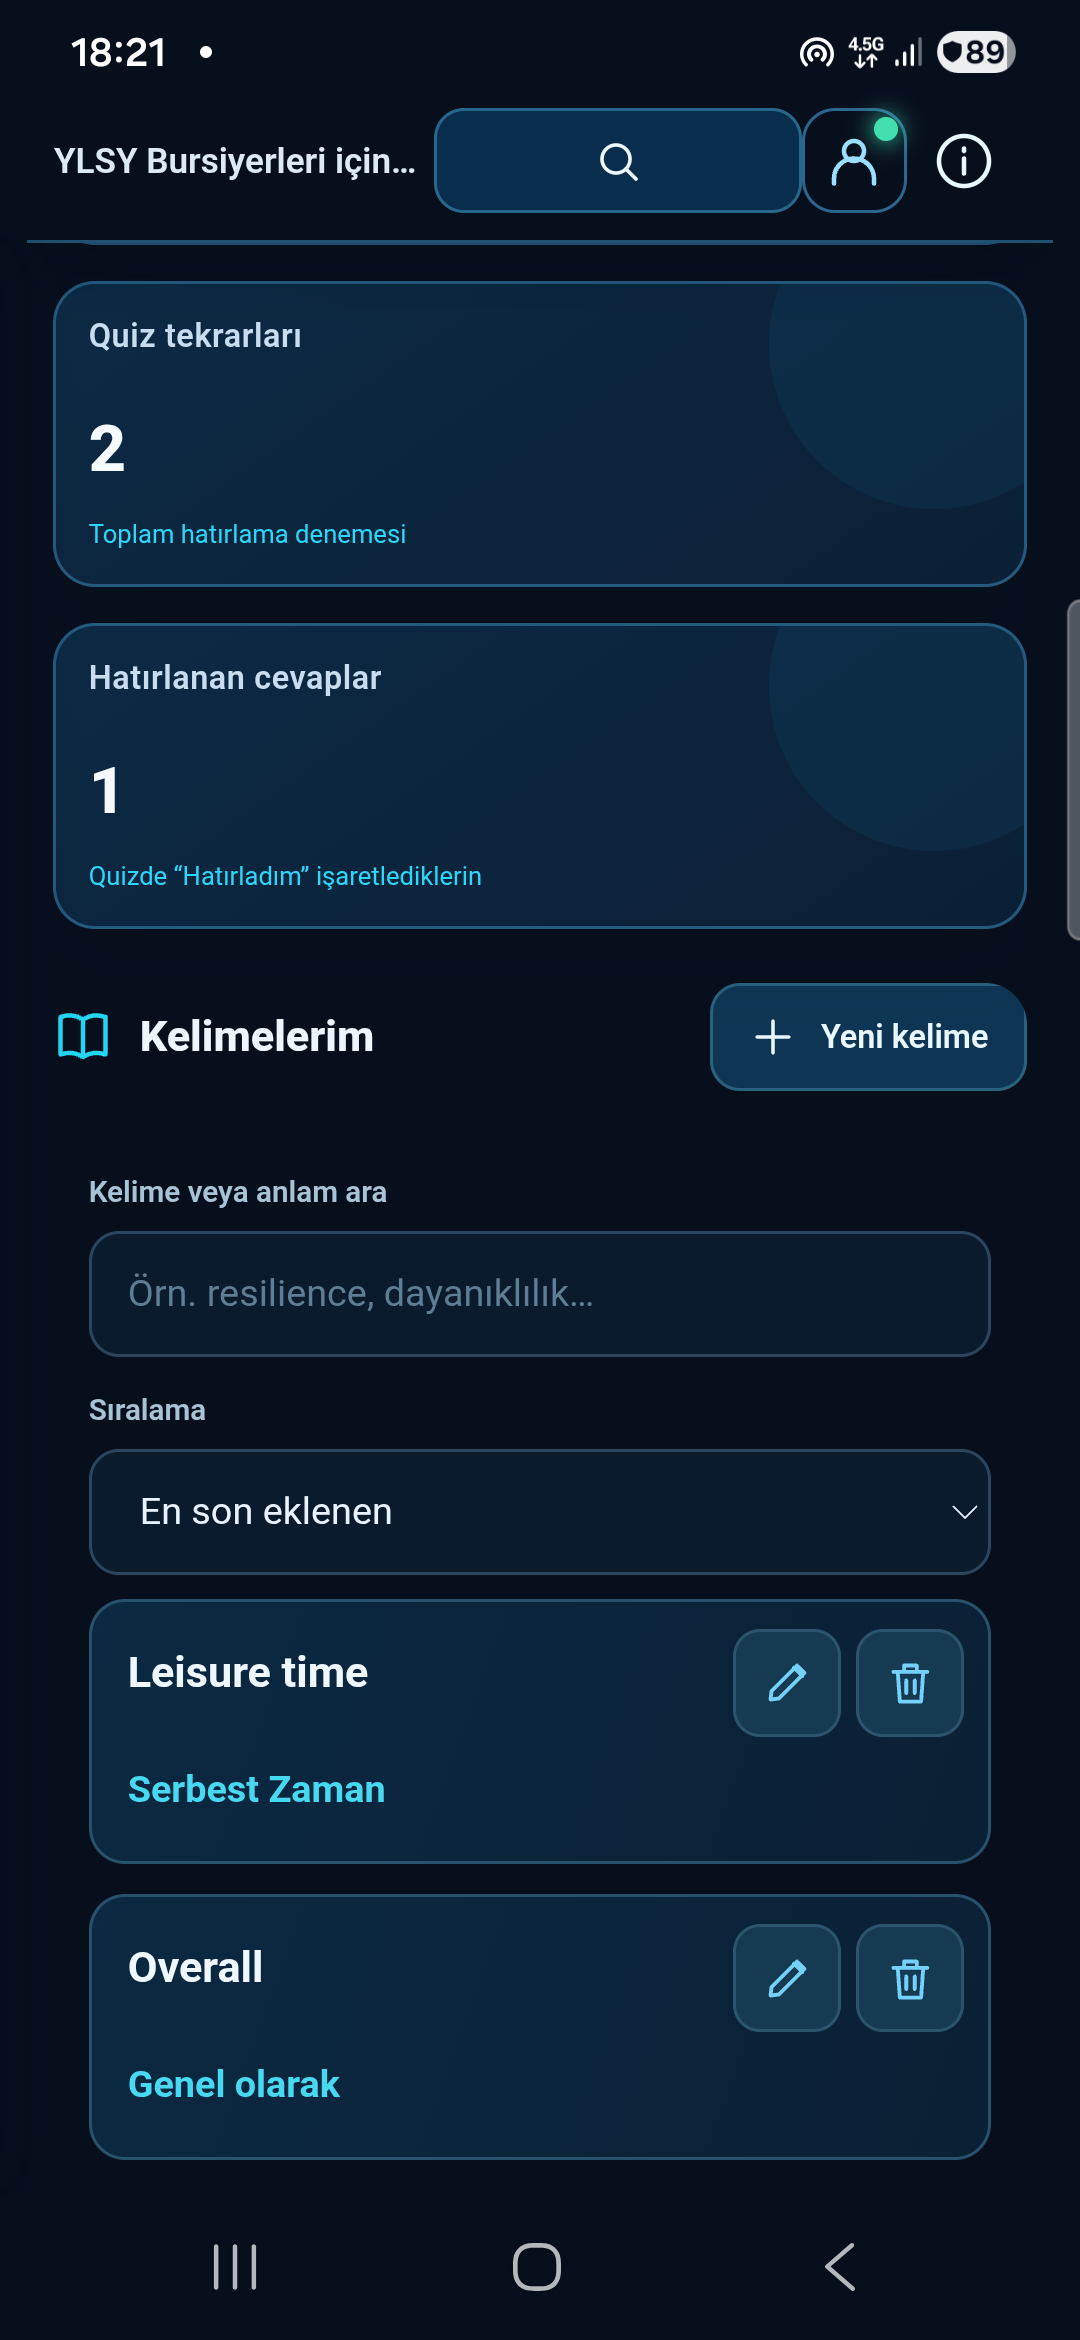 18:21
4.5G
89
YLSY Bursiyerleri için...
Quiz tekrarları
2
Toplam hatırlama denemesi
Hatırlanan cevaplar
1
Quizde “Hatırladım” işaretlediklerin
Kelimelerim
Yeni kelime
Kelime veya anlam ara
Örn. resilience, dayanıklılık...
Sıralama
En son eklenen
Leisure time
Serbest Zaman
Overall
Genel olarak